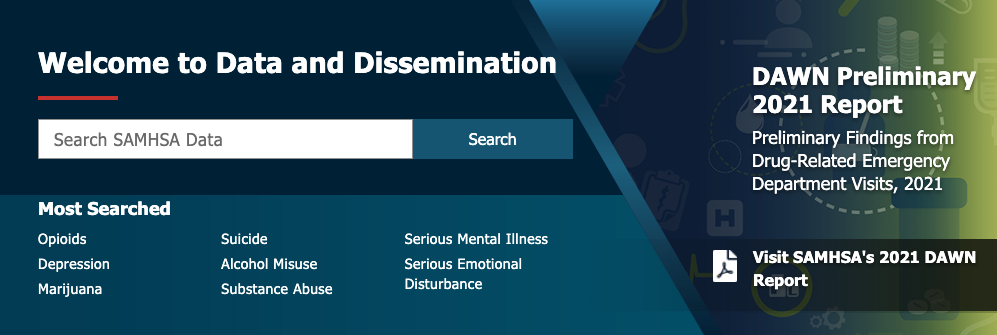 Welcome to Data and Dissemination
Search SAMHSA Data
Search
Most Searched
Opioids
Depression
Marijuana
Suicide
Alcohol Misuse
Substance Abuse
Serious Mental Illness
Serious Emotional
Disturbance
DAWN Preliminary
2021 Report
Preliminary Findings from
Drug-Related Emergency
Department Visits, 2021
H
Visit SAMHSA's 2021 DAWN
Report